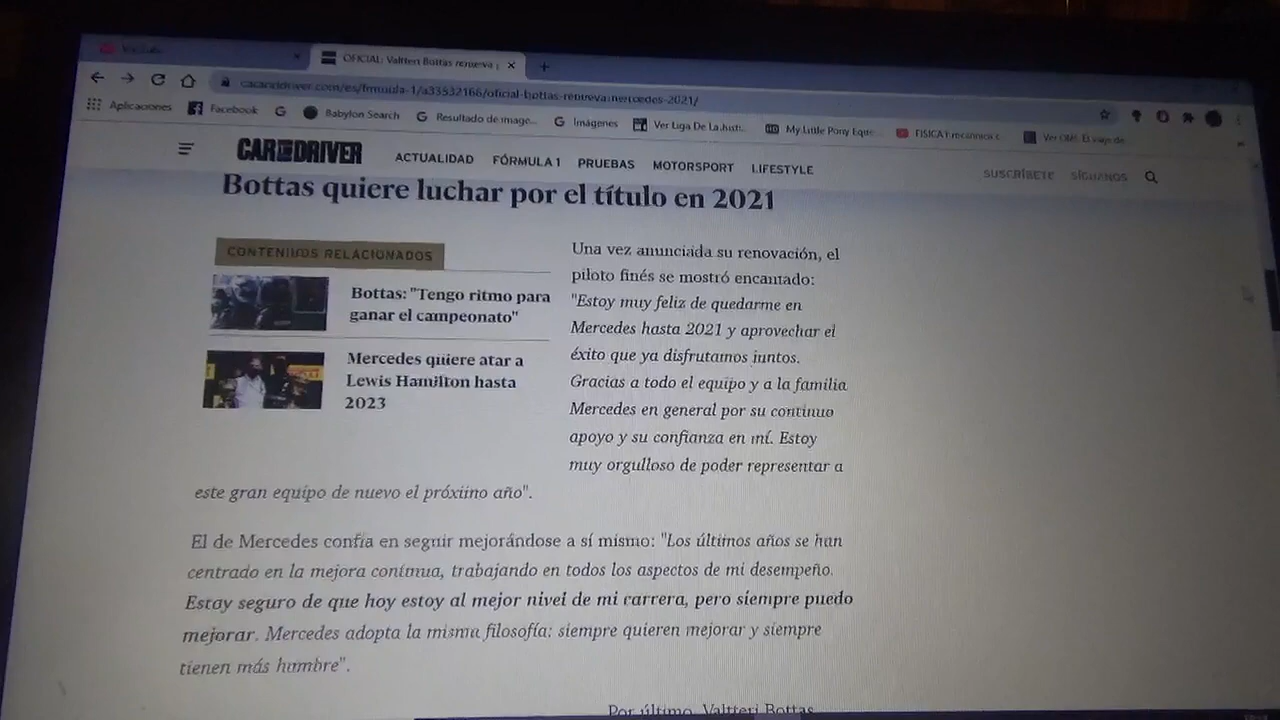 YouTube
OFICIAL: Valtteri Bottas renueva
caranddriver.com/es/formula-1/a33532166/oficial-bottas-renueva-mercedes-2021/
Aplicaciones Facebook Babylon Search Resultado de image... Imágenes Ver Liga De La Justi... My Little Pony Eque...
CAR AND DRIVER ACTUALIDAD FÓRMULA 1 PRUEBAS MOTORSPORT LIFESTYLE SUSCRÍBETE SÍGUANOS
Bottas quiere luchar por el título en 2021
CONTENIDOS RELACIONADOS
Bottas: "Tengo ritmo para
ganar el campeonato"
Mercedes quiere atar a
Lewis Hamilton hasta
2023
Una vez anunciada su renovación, el
piloto finés se mostró encantado:
"Estoy muy feliz de quedarme en
Mercedes hasta 2021 y aprovechar el
éxito que ya disfrutamos juntos.
Gracias a todo el equipo y a la familia
Mercedes en general por su continuo
apoyo y su confianza en mí. Estoy
muy orgulloso de poder representar a
este gran equipo de nuevo el próximo año".
El de Mercedes confía en seguir mejorándose a sí mismo: "Los últimos años se han
centrado en la mejora continua, trabajando en todos los aspectos de mi desempeño.
Estoy seguro de que hoy estoy al mejor nivel de mi carrera, pero siempre puedo
mejorar. Mercedes adopta la misma filosofía: siempre quieren mejorar y siempre
tienen más hambre".
Por último, Valtteri Bottas